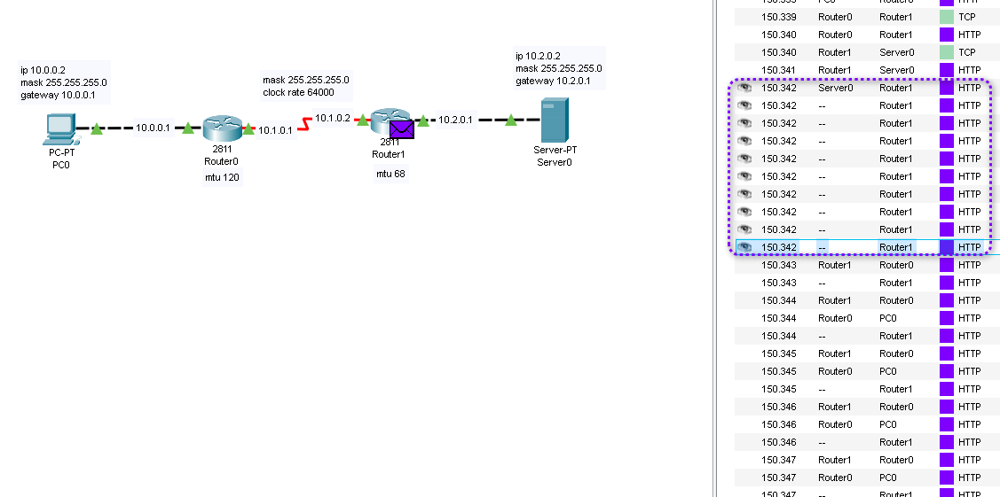 ip 10.0.0.2
mask 255.255.255.0
gateway 10.0.0.1
10.0.0.1
PC-PT
PC0
2811
Router0
mtu 120
mask 255.255.255.0
clock rate 64000
10.1.0.1
10.1.0.2
2811
Router1
mtu 68
10.2.0.1
ip 10.2.0.2
mask 255.255.255.0
gateway 10.2.0.1
Server-PT
Server0
150.339 PC0 Router0 HTTP
150.339 Router0 Router1 TCP
150.340 Router0 Router1 HTTP
150.340 Router1 Server0 TCP
150.341 Router1 Server0 HTTP
150.342 Server0 Router1 HTTP
150.342 -- Router1 HTTP
150.342 -- Router1 HTTP
150.342 -- Router1 HTTP
150.342 -- Router1 HTTP
150.342 -- Router1 HTTP
150.342 -- Router1 HTTP
150.342 -- Router1 HTTP
150.342 -- Router1 HTTP
150.342 -- Router1 HTTP
150.343 Router1 Router0 HTTP
150.343 -- Router1 HTTP
150.344 Router1 Router0 HTTP
150.344 Router0 PC0 HTTP
150.344 -- Router1 HTTP
150.345 Router1 Router0 HTTP
150.345 Router0 PC0 HTTP
150.345 -- Router1 HTTP
150.346 Router1 Router0 HTTP
150.346 Router0 PC0 HTTP
150.346 -- Router1 HTTP
150.347 Router1 Router0 HTTP
150.347 Router0 PC0 HTTP
150.347 -- Router1 HTTP